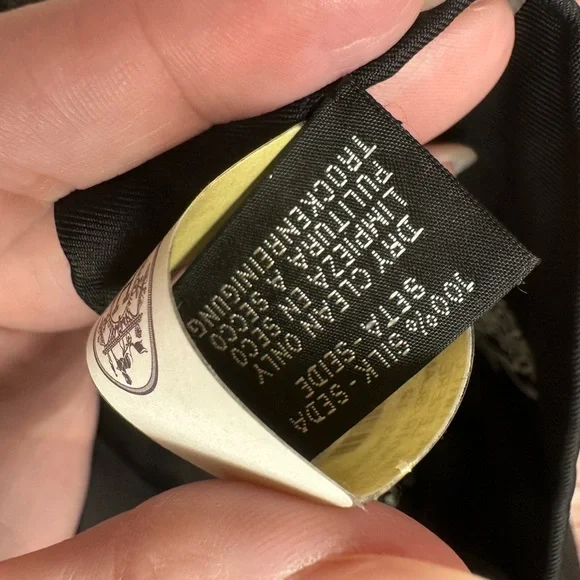 100% SILK - SEDA
SETA - SEIDE
DRY CLEAN ONLY
LIMPIEZA EN SECO
PULITURA A SECCO
TROCKENREINIGUNG